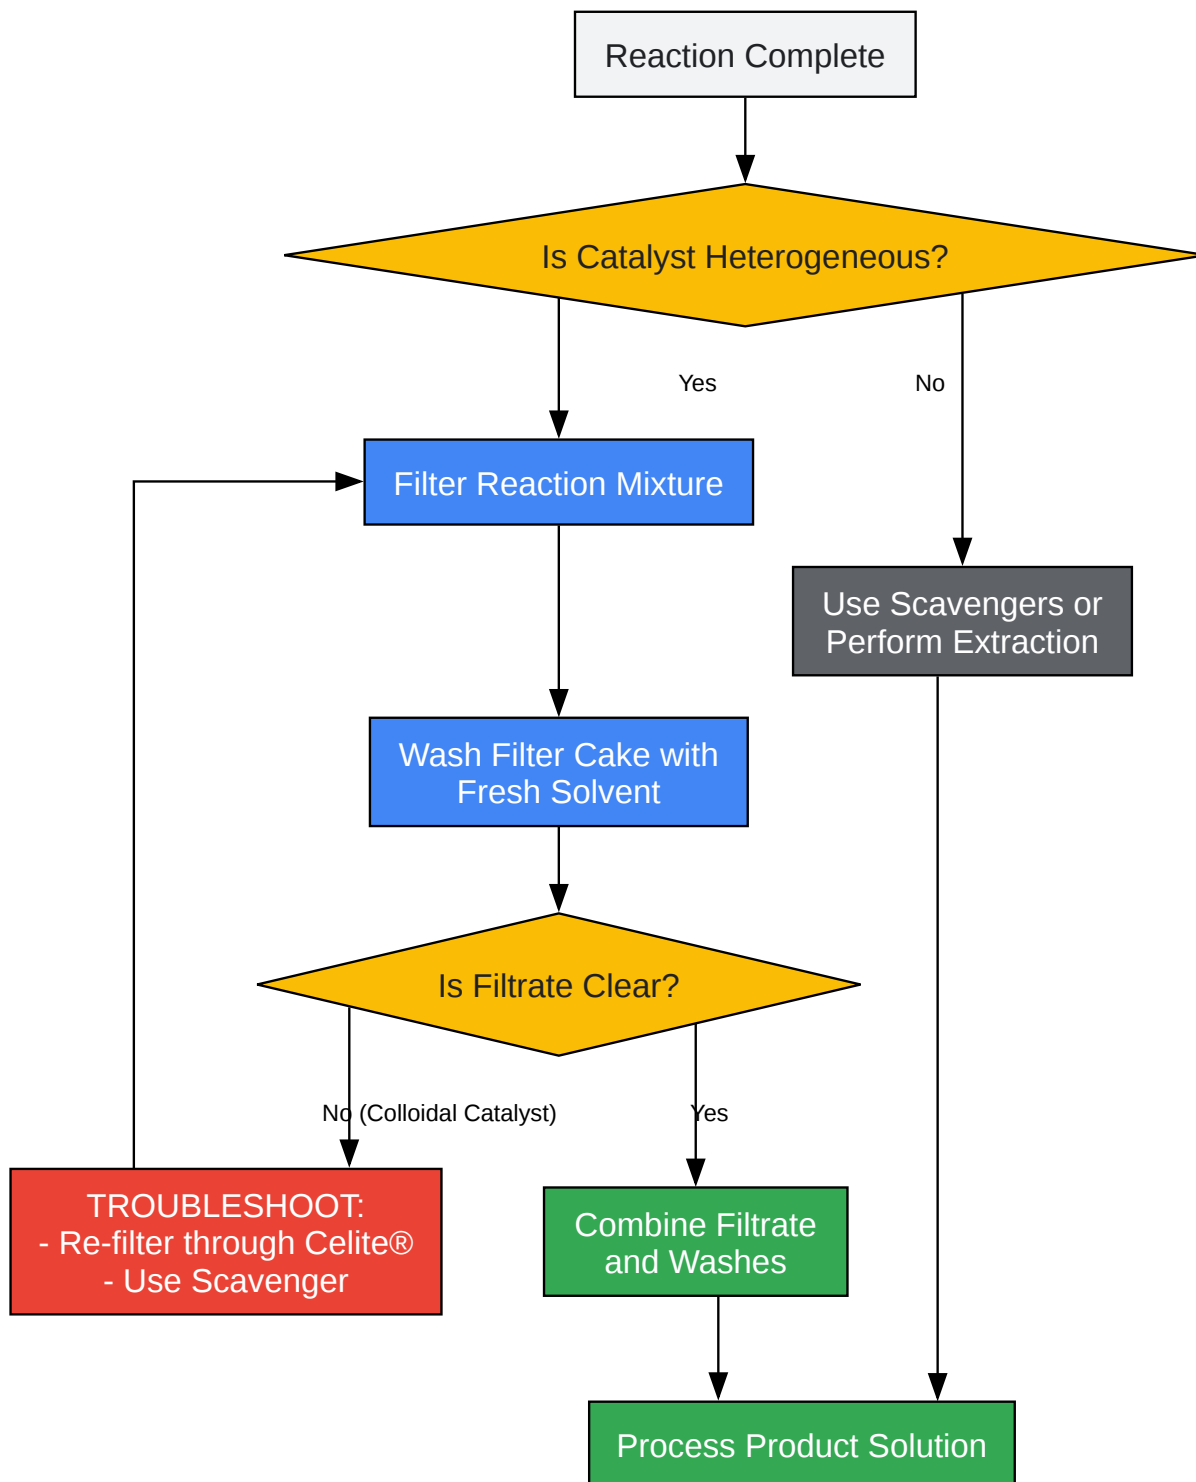 Reaction Complete
Is Catalyst Heterogeneous?
Yes
No
Filter Reaction Mixture
Use Scavengers or
Perform Extraction
Wash Filter Cake with
Fresh Solvent
Is Filtrate Clear?
No (Colloidal Catalyst)
Yes
TROUBLESHOOT:
- Re-filter through Celite®
- Use Scavenger
Combine Filtrate
and Washes
Process Product Solution